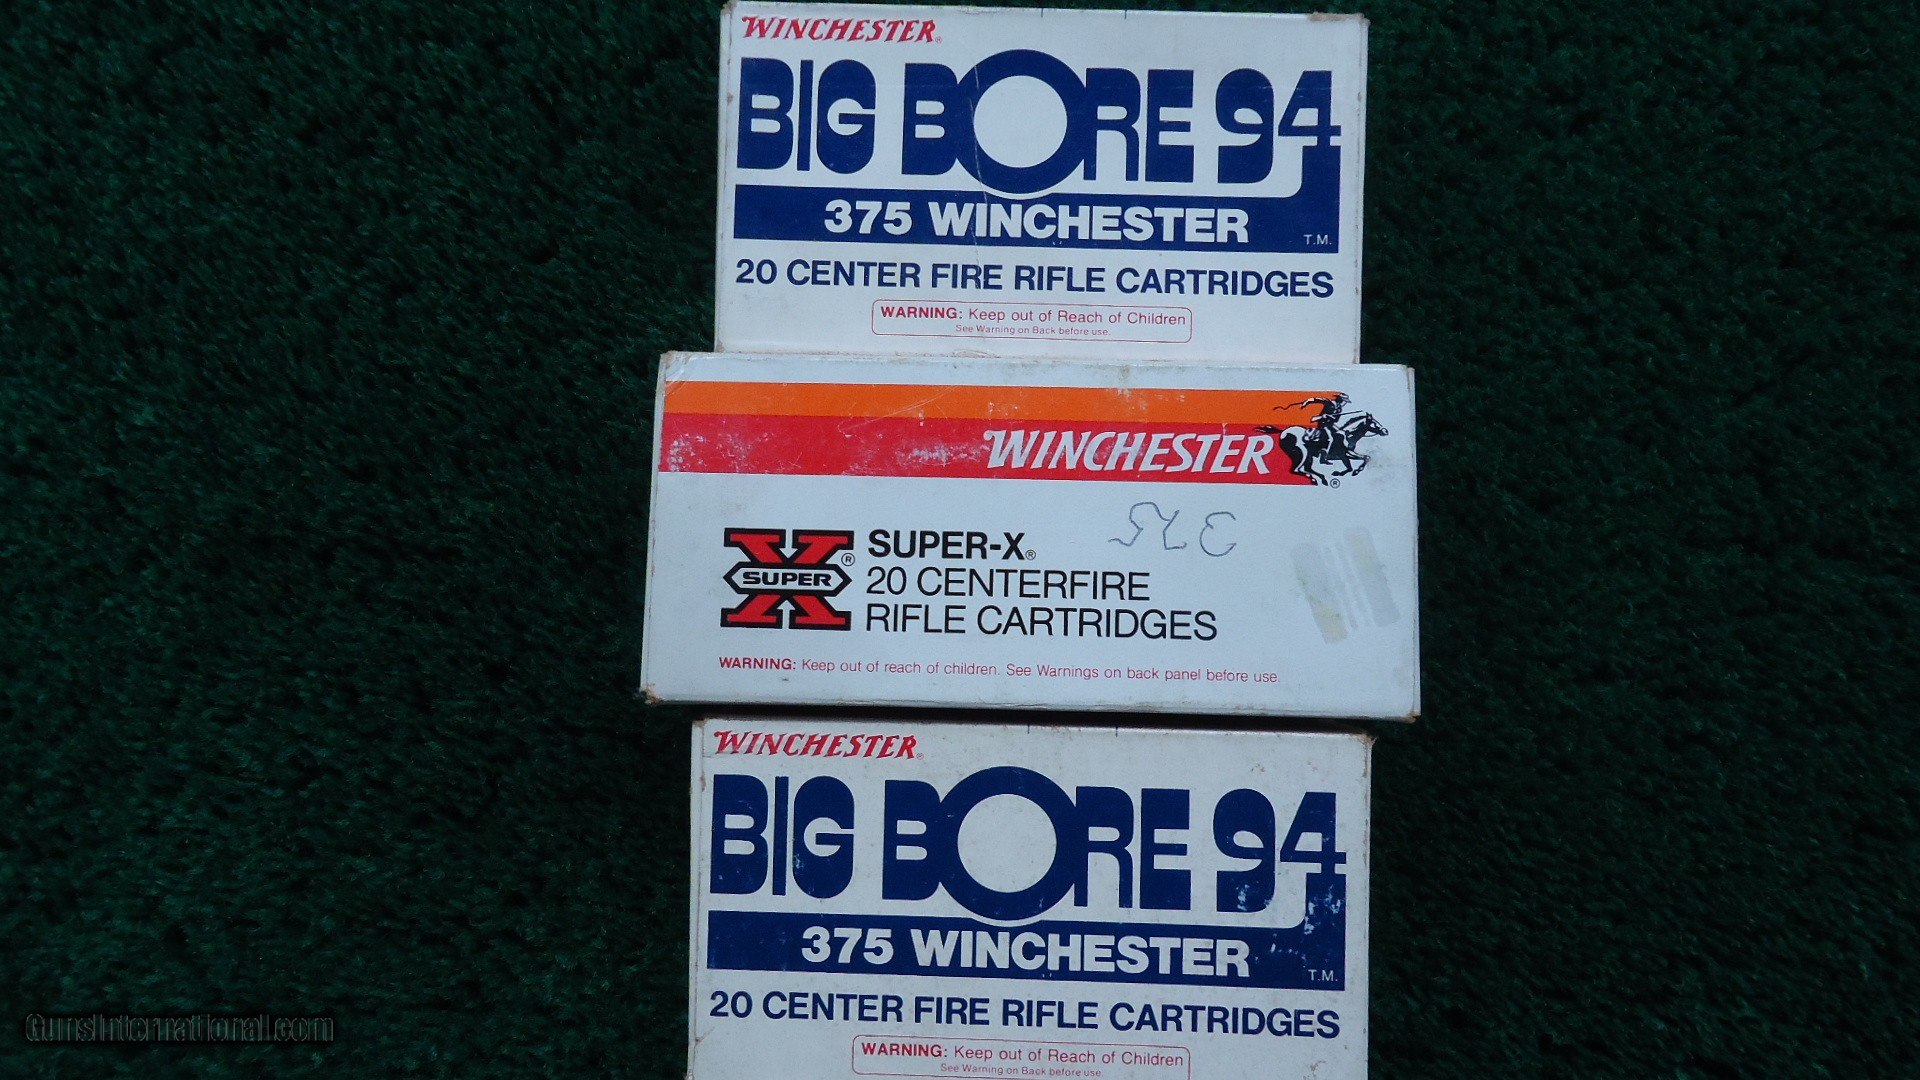 WINCHESTER®
BIG BORE 94
375 WINCHESTER T.M.
20 CENTER FIRE RIFLE CARTRIDGES
WARNING: Keep out of Reach of Children
See Warning on Back before use.
WINCHESTER®
375
X SUPER®
SUPER-X®
20 CENTERFIRE
RIFLE CARTRIDGES
WARNING: Keep out of reach of children. See Warnings on back panel before use.
WINCHESTER®
BIG BORE 94
375 WINCHESTER T.M.
20 CENTER FIRE RIFLE CARTRIDGES
WARNING: Keep out of Reach of Children
See Warning on Back before use.
GunsInternational.com